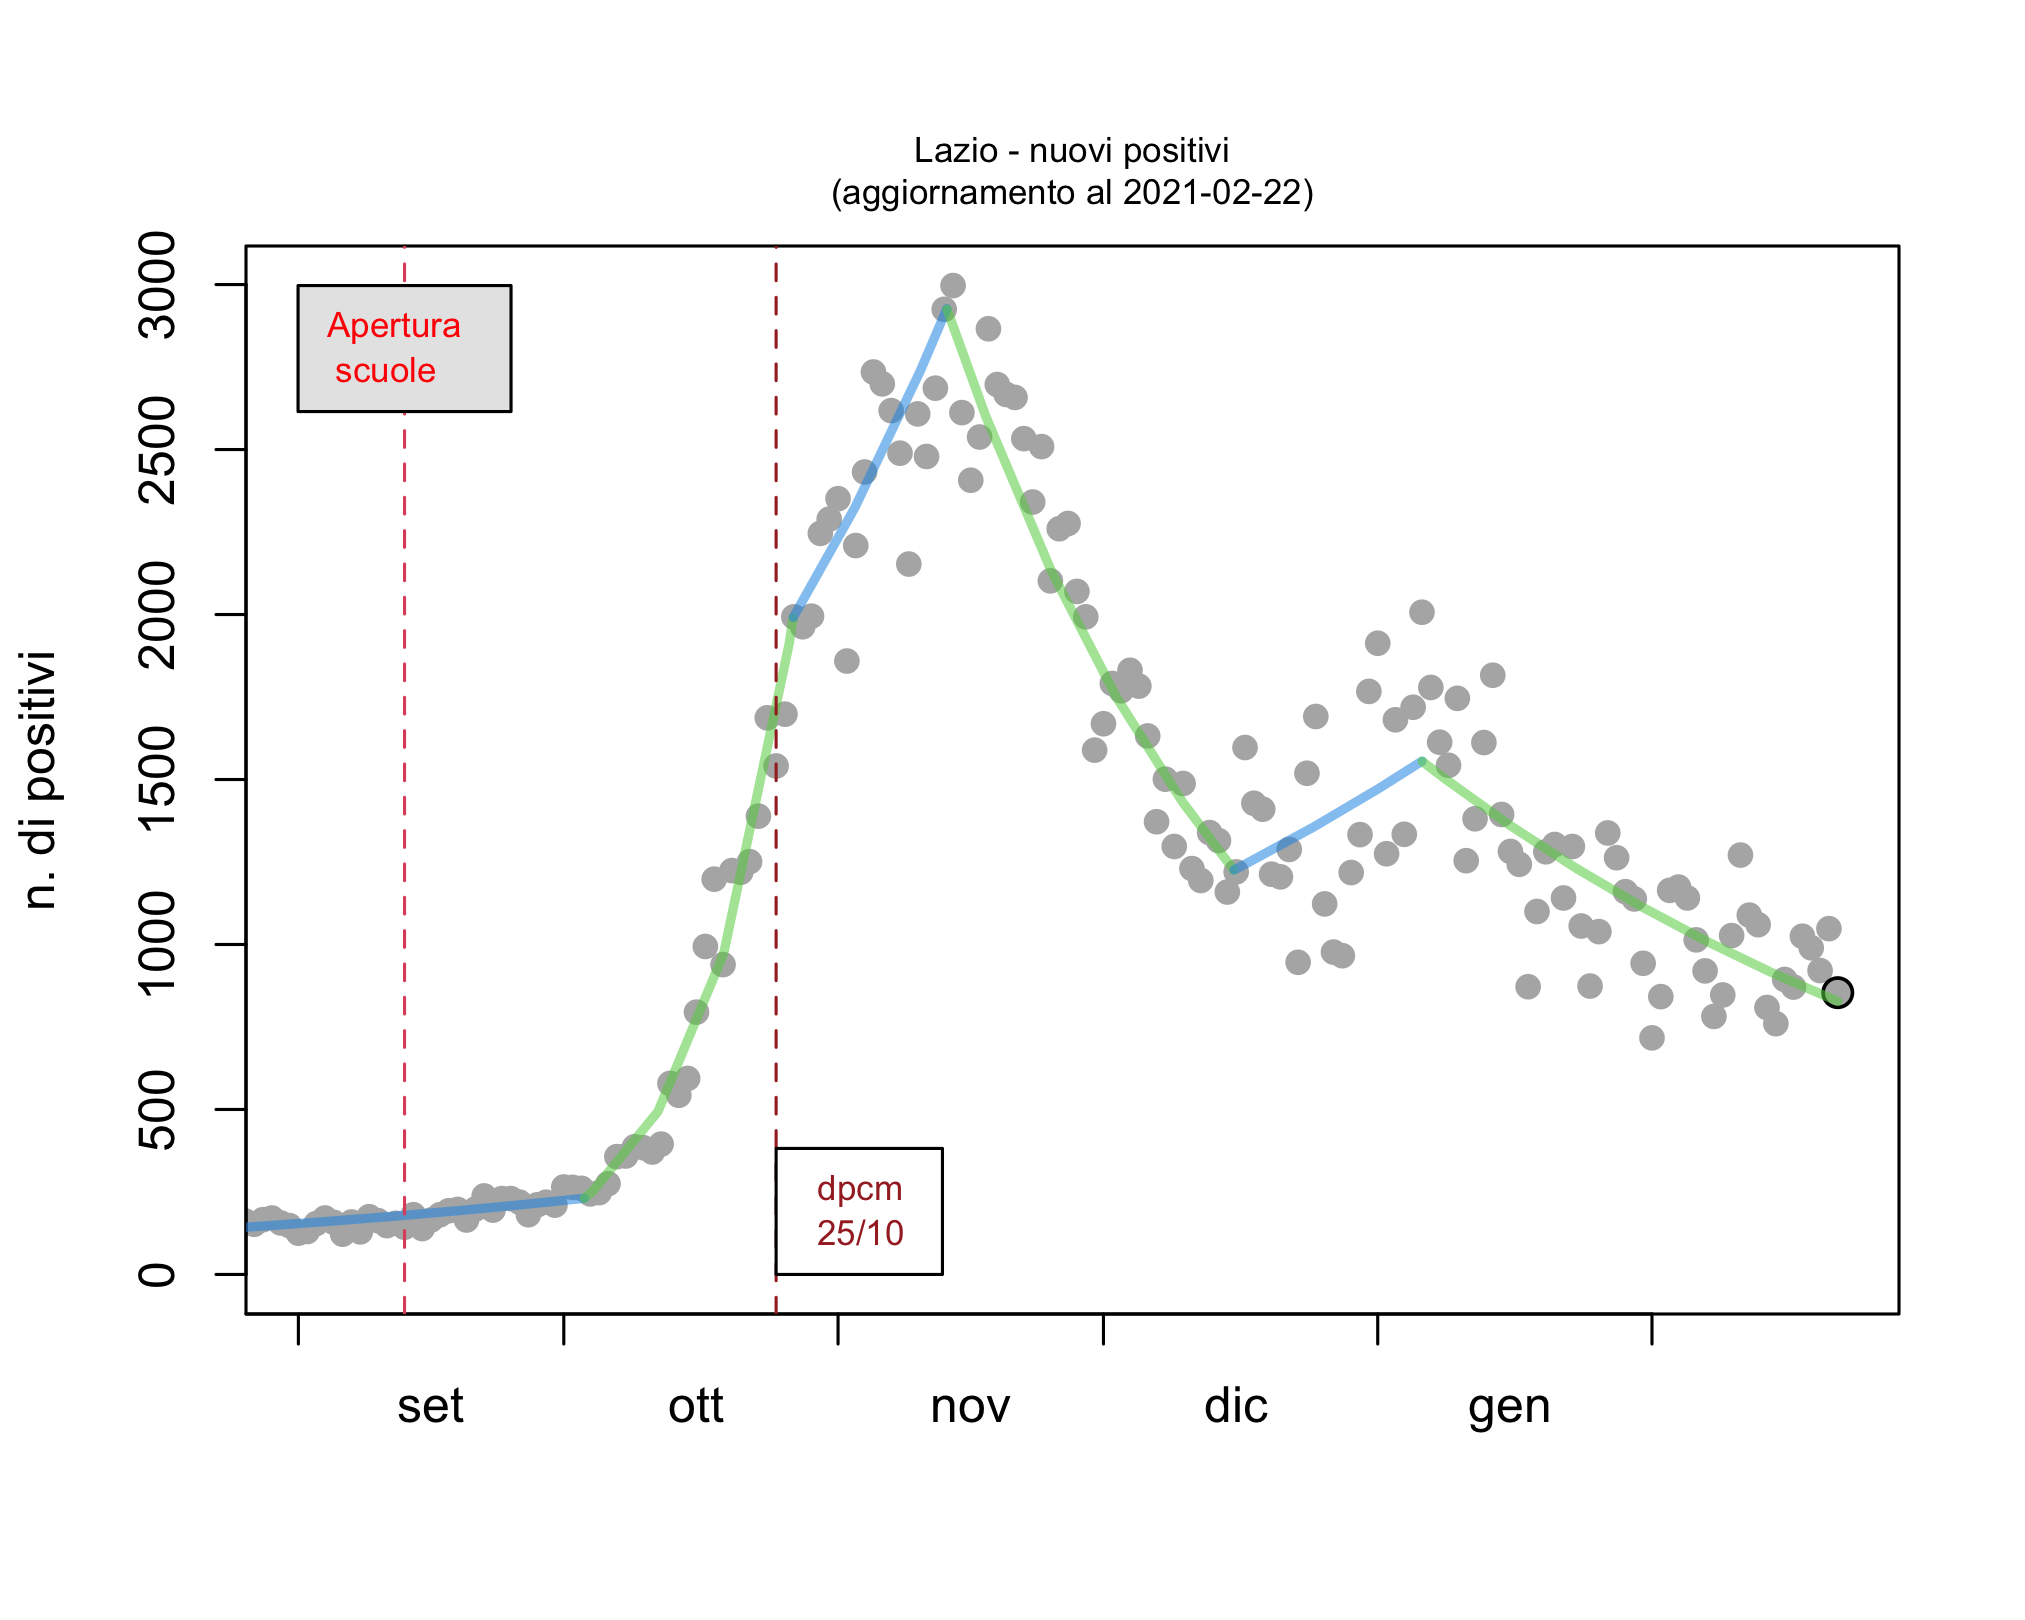 Lazio - nuovi positivi
(aggiornamento al 2021-02-22)
n. di positivi
3000
2500
2000
1500
1000
500
0
Apertura
scuole
dpcm
25/10
set
ott
nov
dic
gen